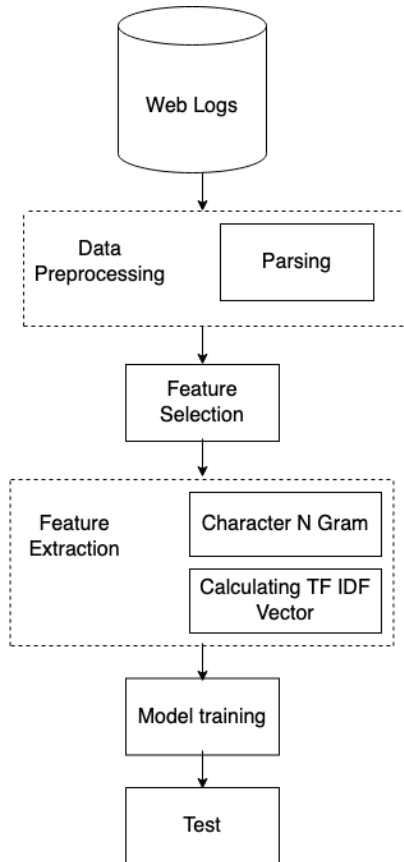 Web Logs
Data
Preprocessing
Parsing
Feature
Selection
Feature
Extraction
Character N Gram
Calculating TF IDF
Vector
Model training
Test